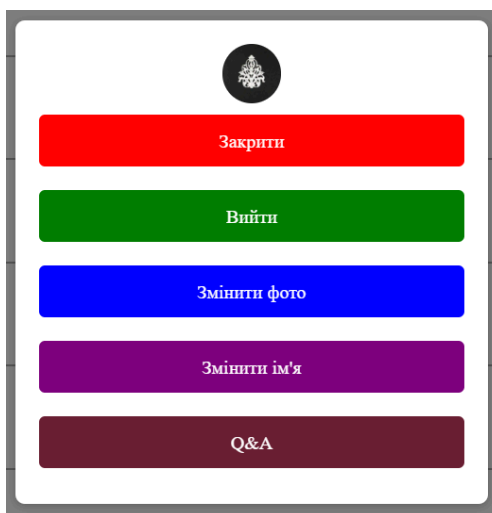 Закрити
Вийти
Змінити фото
Змінити ім'я
Q&A